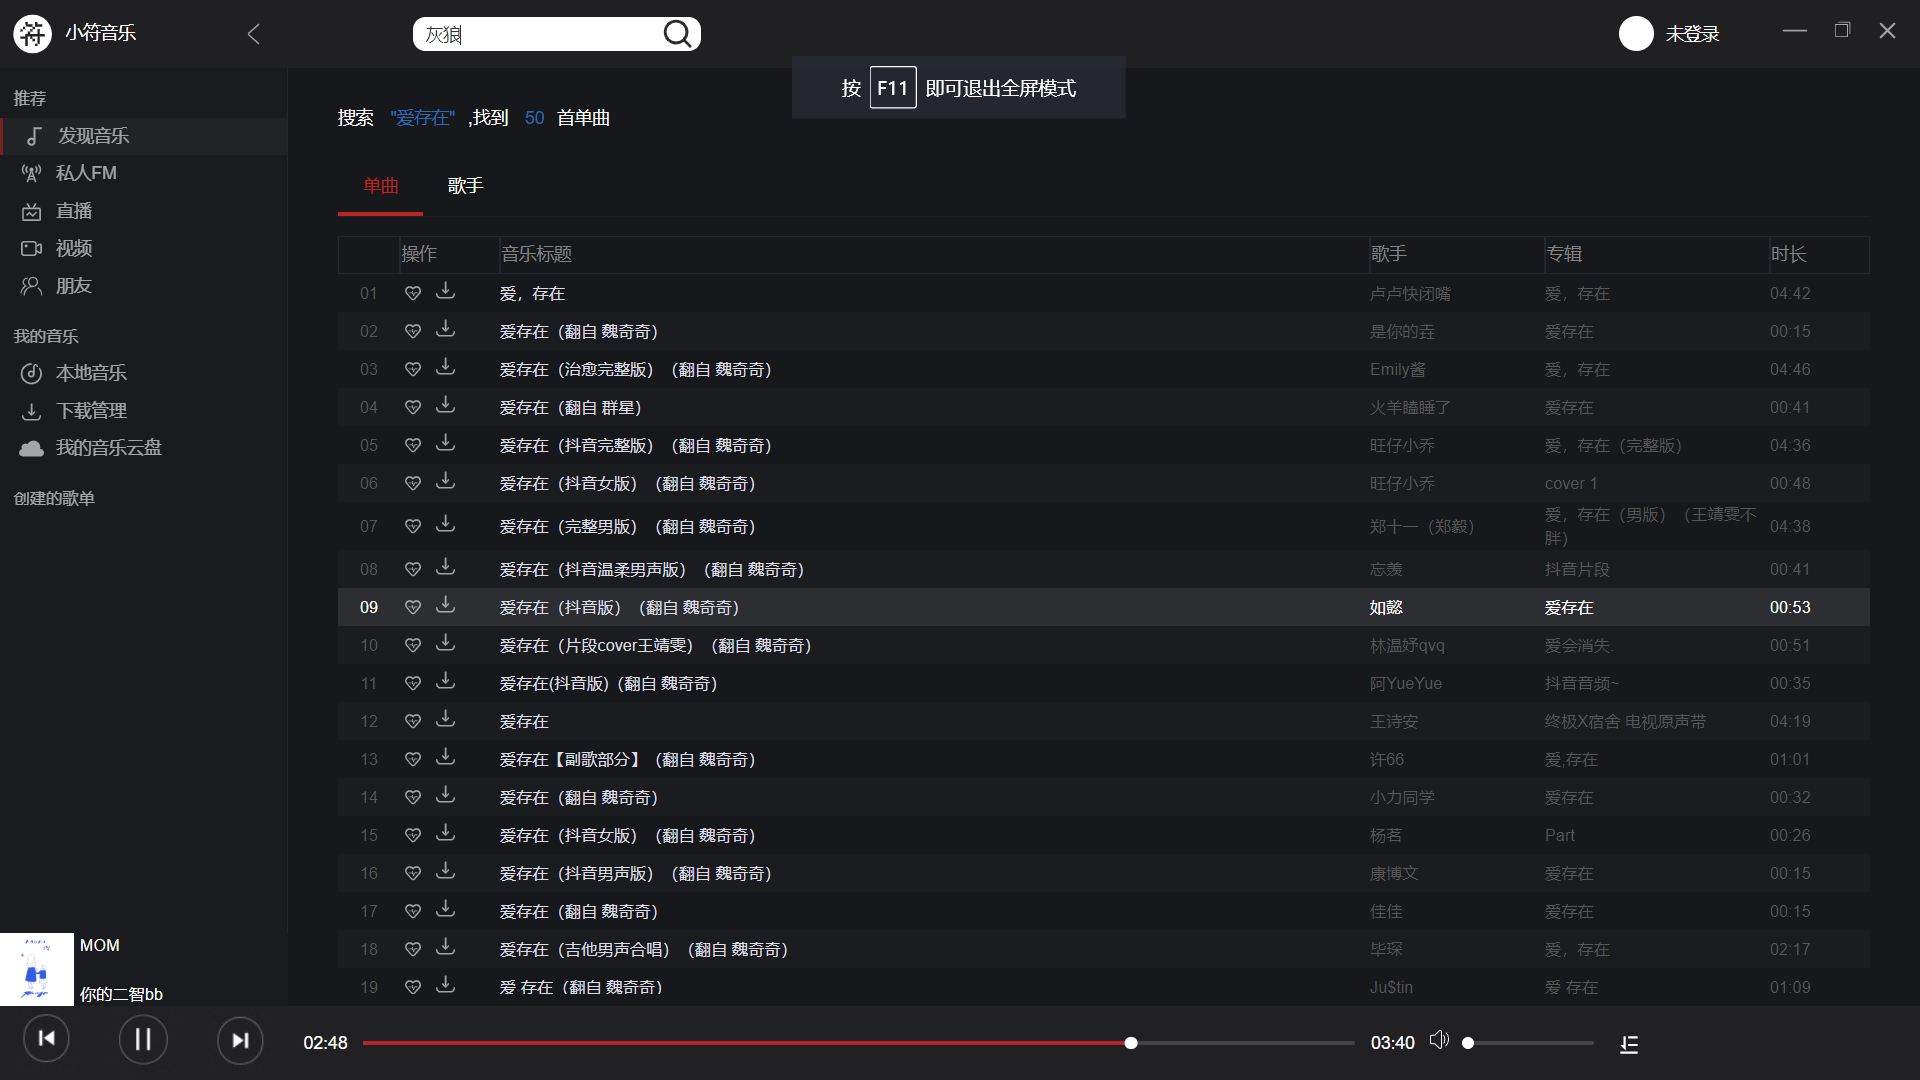 符 小符音乐
灰狼
未登录
按 F11 即可退出全屏模式
推荐
发现音乐
私人FM
直播
视频
朋友
我的音乐
本地音乐
下载管理
我的音乐云盘
创建的歌单
搜索 "爱存在" ,找到 50 首单曲
单曲 歌手
操作 音乐标题 歌手 专辑 时长
01 爱，存在 卢卢快闭嘴 爱，存在 04:42
02 爱存在（翻自 魏奇奇） 是你的垚 爱存在 00:15
03 爱存在（治愈完整版）（翻自 魏奇奇） Emily酱 爱，存在 04:46
04 爱存在（翻自 群星） 火羊瞌睡了 爱存在 00:41
05 爱存在（抖音完整版）（翻自 魏奇奇） 旺仔小乔 爱，存在（完整版） 04:36
06 爱存在（抖音女版）（翻自 魏奇奇） 旺仔小乔 cover 1 00:48
07 爱存在（完整男版）（翻自 魏奇奇） 郑十一（郑毅） 爱，存在（男版）（王靖雯不
胖） 04:38
08 爱存在（抖音温柔男声版）（翻自 魏奇奇） 忘羡 抖音片段 00:41
09 爱存在（抖音版）（翻自 魏奇奇） 如懿 爱存在 00:53
10 爱存在（片段cover王靖雯）（翻自 魏奇奇） 林温妤qvq 爱会消失. 00:51
11 爱存在(抖音版)（翻自 魏奇奇） 阿YueYue 抖音音频~ 00:35
12 爱存在 王诗安 终极X宿舍 电视原声带 04:19
13 爱存在【副歌部分】（翻自 魏奇奇） 许66 爱,存在 01:01
14 爱存在（翻自 魏奇奇） 小力同学 爱存在 00:32
15 爱存在（抖音女版）（翻自 魏奇奇） 杨茗 Part 00:26
16 爱存在（抖音男声版）（翻自 魏奇奇） 康博文 爱存在 00:15
17 爱存在（翻自 魏奇奇） 佳佳 爱存在 00:15
18 爱存在（吉他男声合唱）（翻自 魏奇奇） 毕琛 爱，存在 02:17
19 爱 存在（翻自 魏奇奇） Ju$tin 爱 存在 01:09
MOM
你的二智bb
02:48 03:40